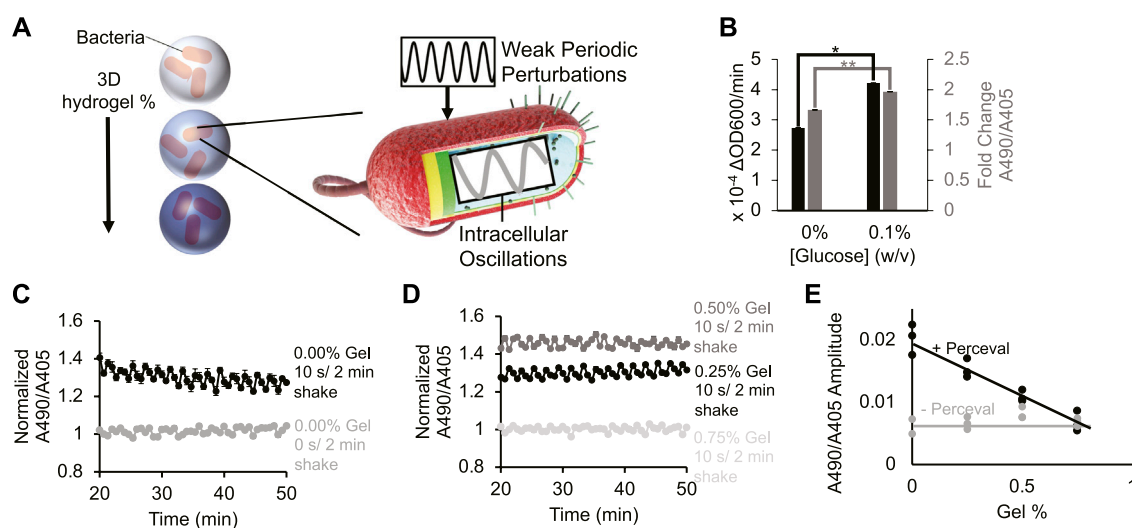 A
Bacteria
3D
hydrogel %
Weak Periodic
Perturbations
Intracellular
Oscillations
B
x 10⁻⁴ ΔOD600/min
5
4
3
2
1
0
*
**
2.5
2
1.5
1
0.5
0
Fold Change
A490/A405
0%
0.1%
[Glucose] (w/v)
C
Normalized
A490/A405
1.6
1.4
1.2
1
0.8
20
30
40
50
Time (min)
0.00% Gel
10 s/ 2 min
shake
0.00% Gel
0 s/ 2 min
shake
D
Normalized
A490/A405
1.6
1.4
1.2
1
0.8
20
30
40
50
Time (min)
0.50% Gel
10 s/ 2 min
shake
0.25% Gel
10 s/ 2 min
shake
0.75% Gel
10 s/ 2 min
shake
E
A490/A405 Amplitude
0.02
0.01
0
+ Perceval
- Perceval
0
0.5
1
Gel %